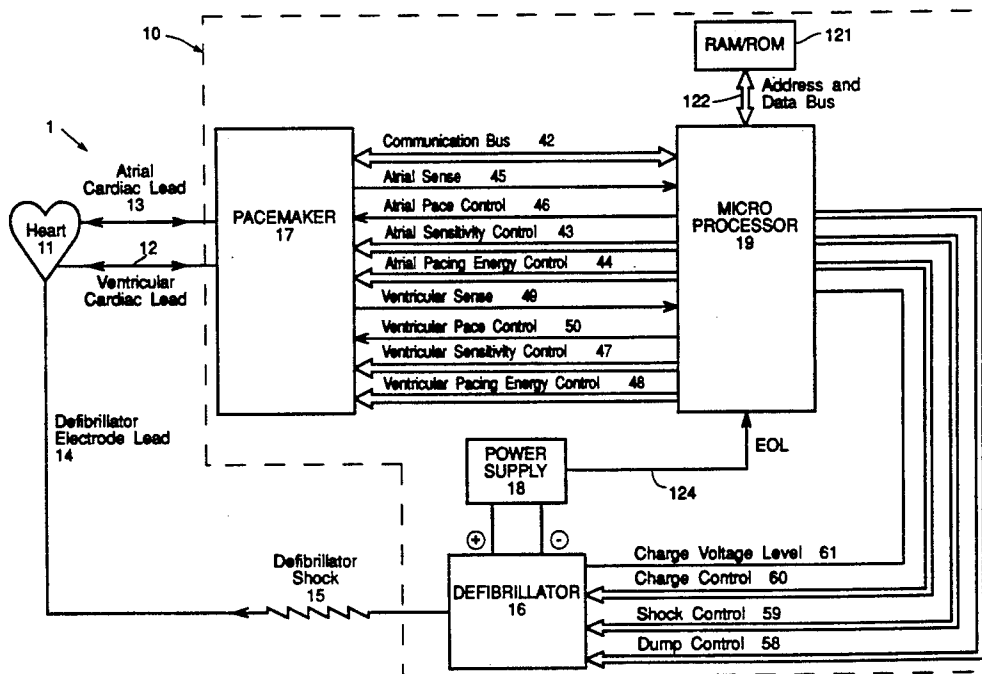 10
RAM/ROM
121
122
Address and
Data Bus
1
Atrial
Cardiac Lead
13
Heart
11
12
Ventricular
Cardiac Lead
PACEMAKER
17
Communication Bus 42
Atrial Sense 45
Atrial Pace Control 46
Atrial Sensitivity Control 43
Atrial Pacing Energy Control 44
Ventricular Sense 49
Ventricular Pace Control 50
Ventricular Sensitivity Control 47
Ventricular Pacing Energy Control 48
MICRO
PROCESSOR
19
Defibrillator
Electrode Lead
14
POWER
SUPPLY
18
124
EOL
+
-
Defibrillator
Shock
15
DEFIBRILLATOR
16
Charge Voltage Level 61
Charge Control 60
Shock Control 59
Dump Control 58